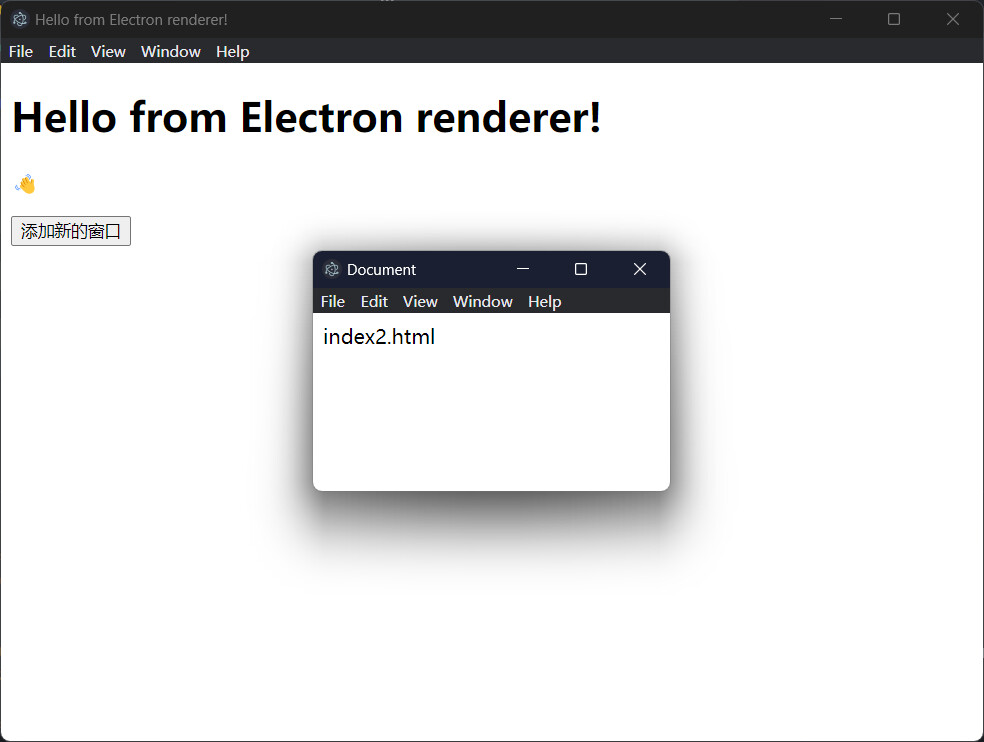 Hello from Electron renderer!
File Edit View Window Help
Hello from Electron renderer!
👋
添加新的窗口
Document
File Edit View Window Help
index2.html